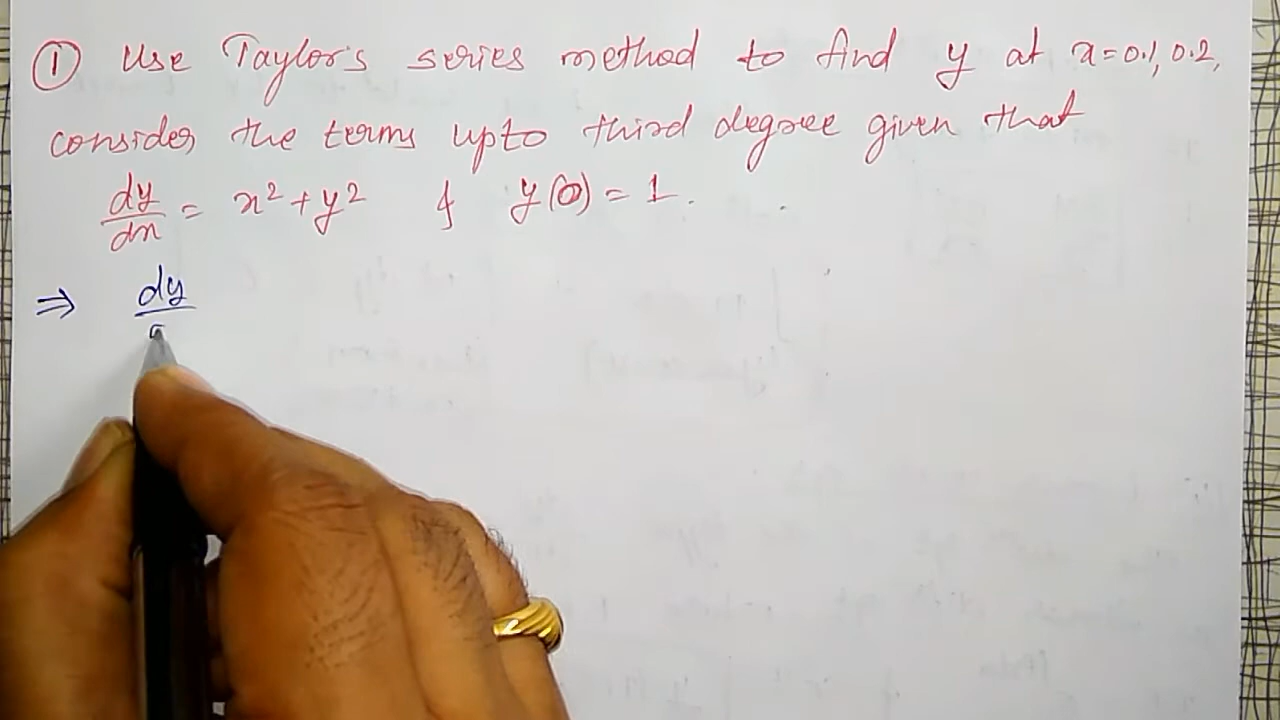 ① Use Taylor's series method to find y at x=0.1, 0.2,
consider the terms upto third degree given that
dy/dx = x² + y² & y(0) = 1.
⇒ dy